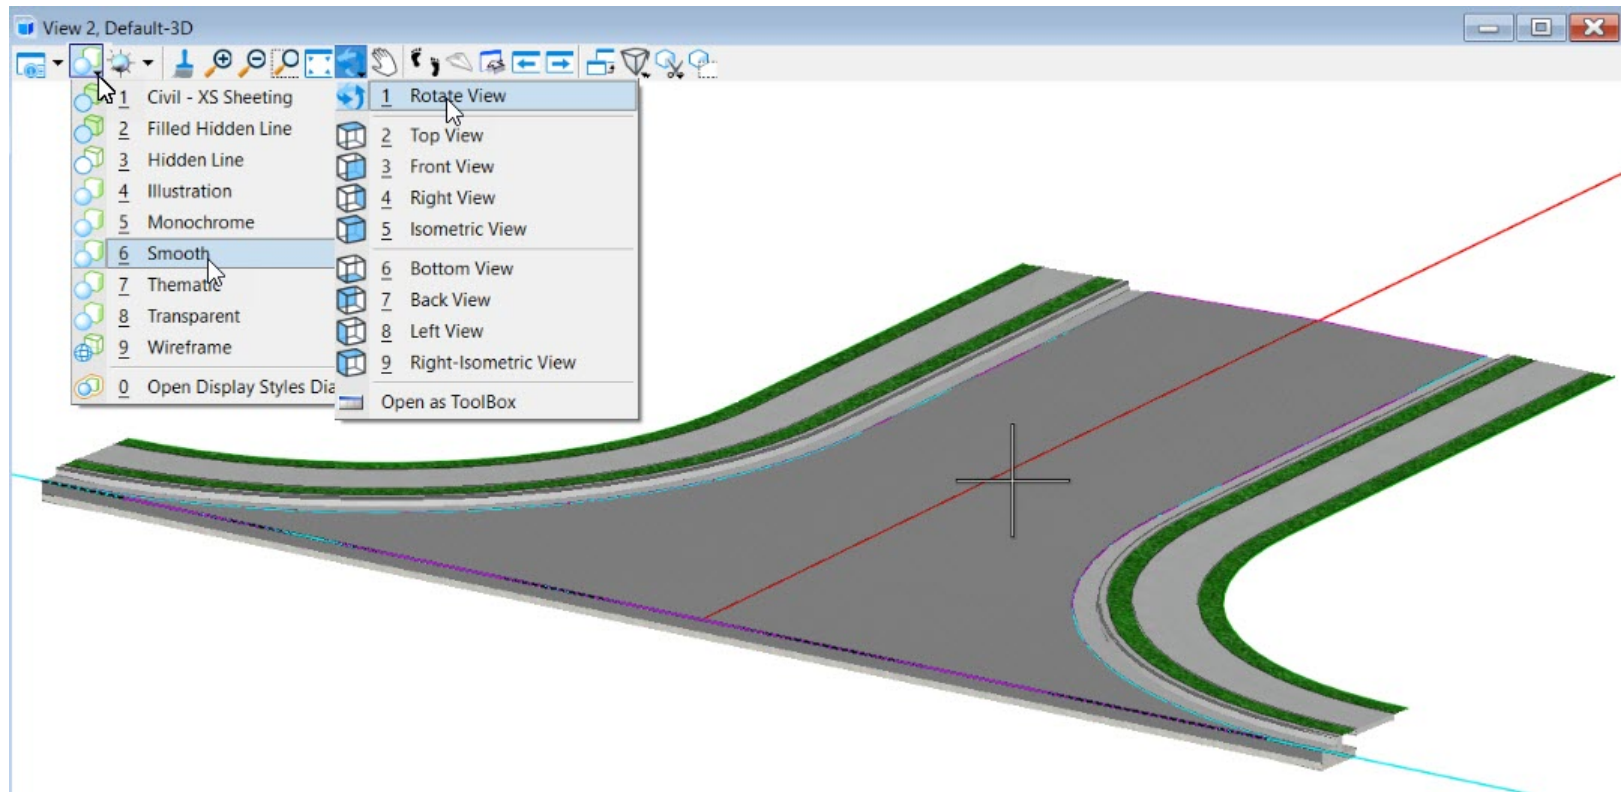 View 2, Default-3D
1 Civil - XS Sheeting
2 Filled Hidden Line
3 Hidden Line
4 Illustration
5 Monochrome
6 Smooth
7 Thematic
8 Transparent
9 Wireframe
0 Open Display Styles Dia
1 Rotate View
2 Top View
3 Front View
4 Right View
5 Isometric View
6 Bottom View
7 Back View
8 Left View
9 Right-Isometric View
Open as ToolBox